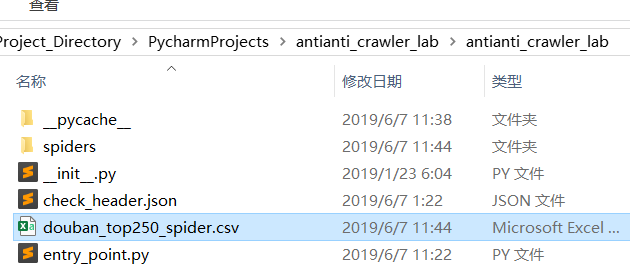 查看
Project_Directory > PycharmProjects > antianti_crawler_lab > antianti_crawler_lab
名称 修改日期 类型
__pycache__ 2019/6/7 11:38 文件夹
spiders 2019/6/7 11:44 文件夹
__init__.py 2019/1/23 6:04 PY 文件
check_header.json 2019/6/7 1:22 JSON 文件
douban_top250_spider.csv 2019/6/7 11:44 Microsoft Excel ...
entry_point.py 2019/6/7 11:22 PY 文件